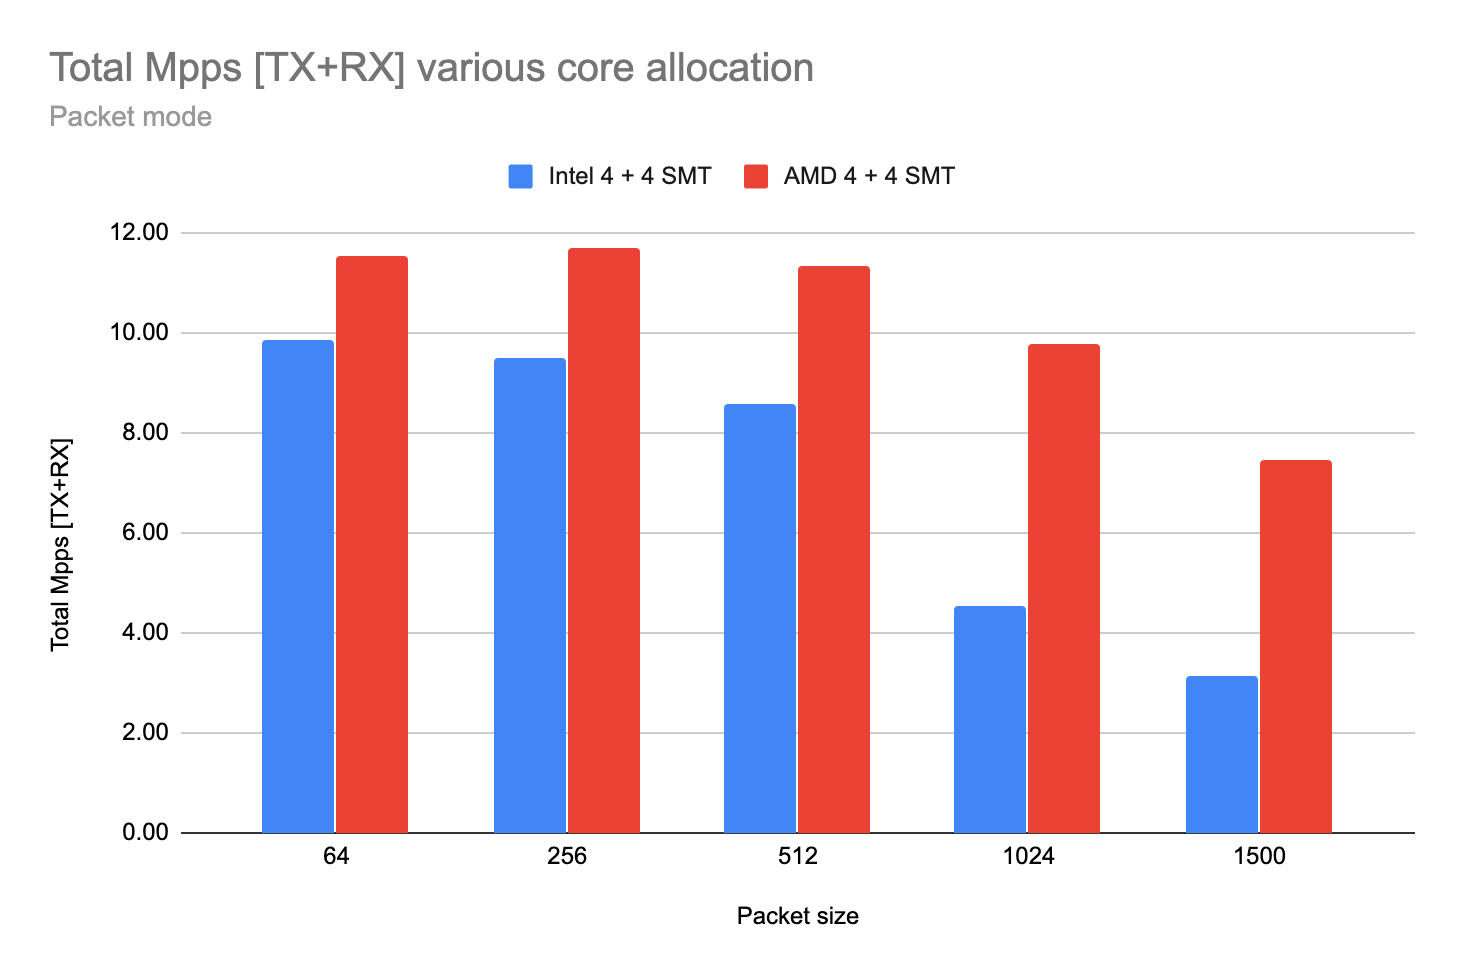 Total Mpps [TX+RX] various core allocation
Packet mode
Intel 4 + 4 SMT
AMD 4 + 4 SMT
12.00
10.00
8.00
6.00
4.00
2.00
0.00
Total Mpps [TX+RX]
64
256
512
1024
1500
Packet size